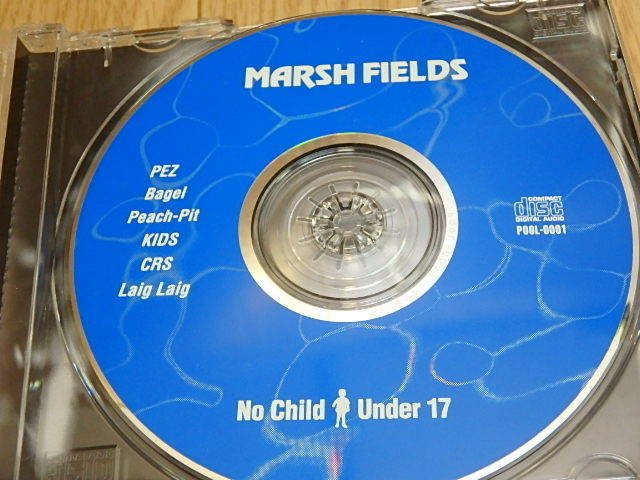 MARSH FIELDS
PEZ
Bagel
Peach-Pit
KIDS
CRS
Laig Laig
COMPACT
disc
DIGITAL AUDIO
POOL-0001
No Child Under 17